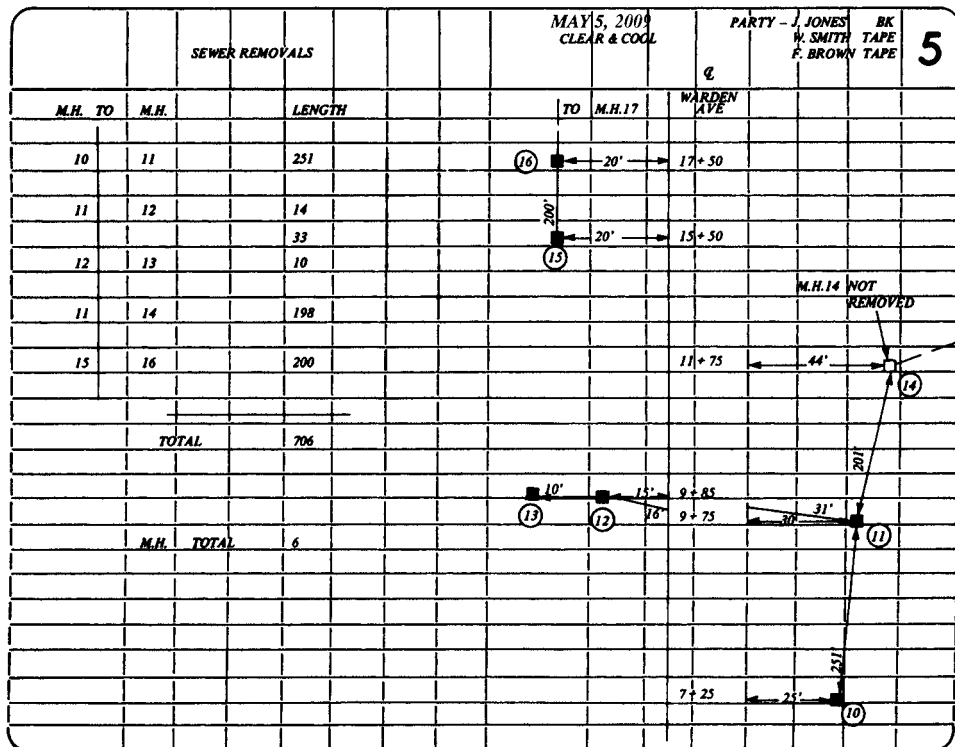 MAY 5, 2009
CLEAR & COOL
PARTY - J. JONES BK
W. SMITH TAPE
F. BROWN TAPE
5
SEWER REMOVALS
℄
WARDEN
AVE
M.H. TO M.H. LENGTH
TO M.H.17
10 11 251
16 20' 17 + 50
11 12 14
200'
33
20' 15 + 50
12 13 10
15
M.H.14 NOT
REMOVED
11 14 198
15 16 200
11 + 75 44'
14
TOTAL 706
201'
10' 15' 9 + 85
13 12 16' 9 + 75 30' 31'
11
M.H. TOTAL 6
251'
7 + 25 25'
10